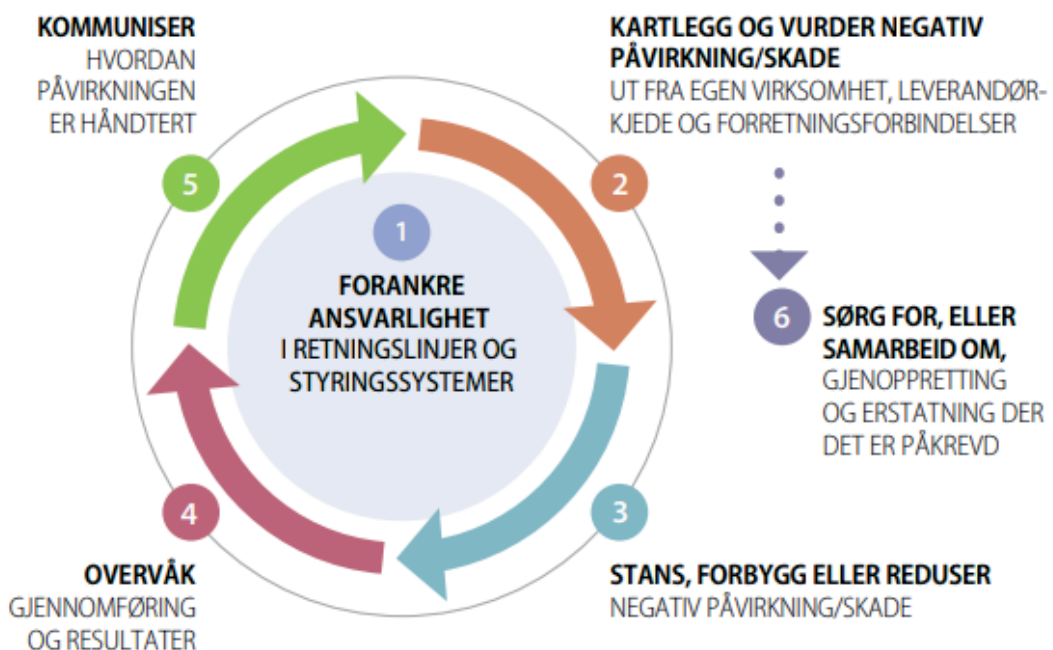 KOMMUNISER
HVORDAN
PÅVIRKNINGEN
ER HÅNDTERT
5
KARTLEGG OG VURDER NEGATIV
PÅVIRKNING/SKADE
UT FRA EGEN VIRKSOMHET, LEVERANDØR-
KJEDE OG FORRETNINGSFORBINDELSER
2
1
FORANKRE
ANSVARLIGHET
I RETNINGSLINJER OG
STYRINGSSYSTEMER
6
SØRG FOR, ELLER
SAMARBEID OM,
GJENOPPRETTING
OG ERSTATNING DER
DET ER PÅKREVD
4
OVERVÅK
GJENNOMFØRING
OG RESULTATER
3
STANS, FORBYGG ELLER REDUSER
NEGATIV PÅVIRKNING/SKADE